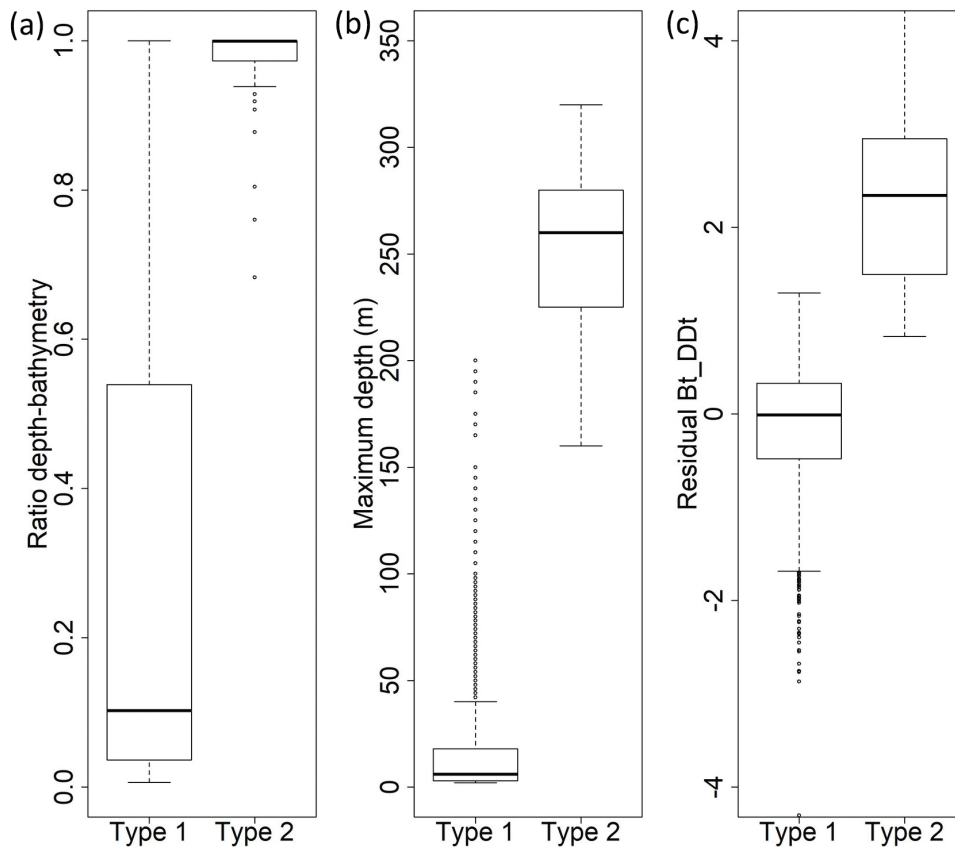 (a)
Ratio depth-bathymetry
1.0
0.8
0.6
0.4
0.2
0.0
Type 1 Type 2
(b)
Maximum depth (m)
350
300
250
200
150
100
50
0
Type 1 Type 2
(c)
Residual Bt_DDt
4
2
0
-2
-4
Type 1 Type 2